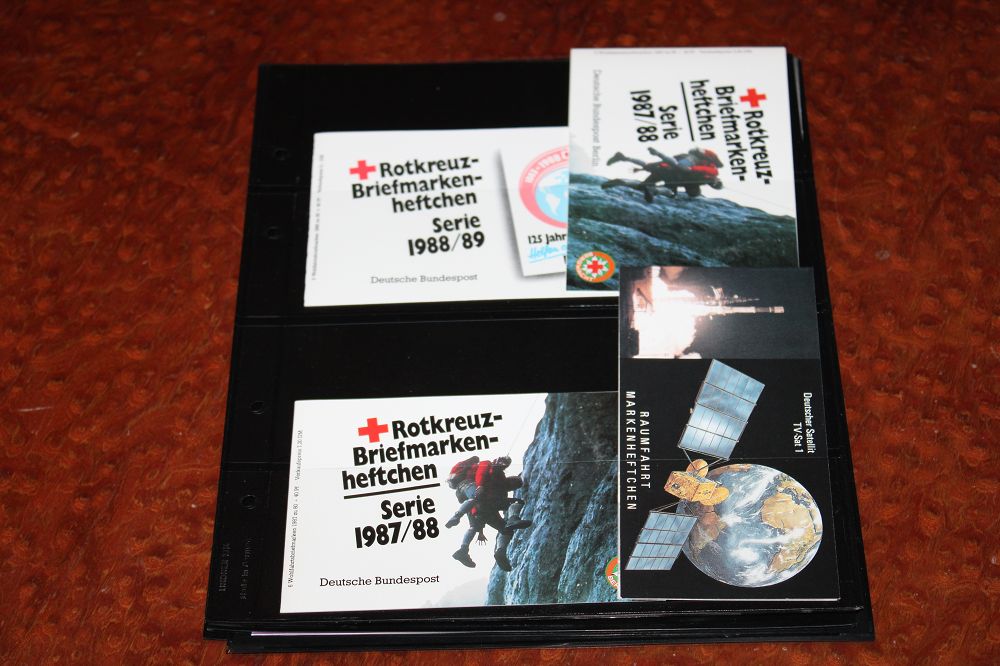 Rotkreuz-
Briefmarken-
heftchen
Serie
1988/89
125 Jahr
Deutsche Bundespost
Rotkreuz-
Briefmarken-
heftchen
Serie
1987/88
Deutsche Bundespost Berlin
Rotkreuz-
Briefmarken-
heftchen
Serie
1987/88
Deutsche Bundespost
Deutscher Satellit
TV-Sat 1
RAUMFAHRT
MARKENHEFTCHEN